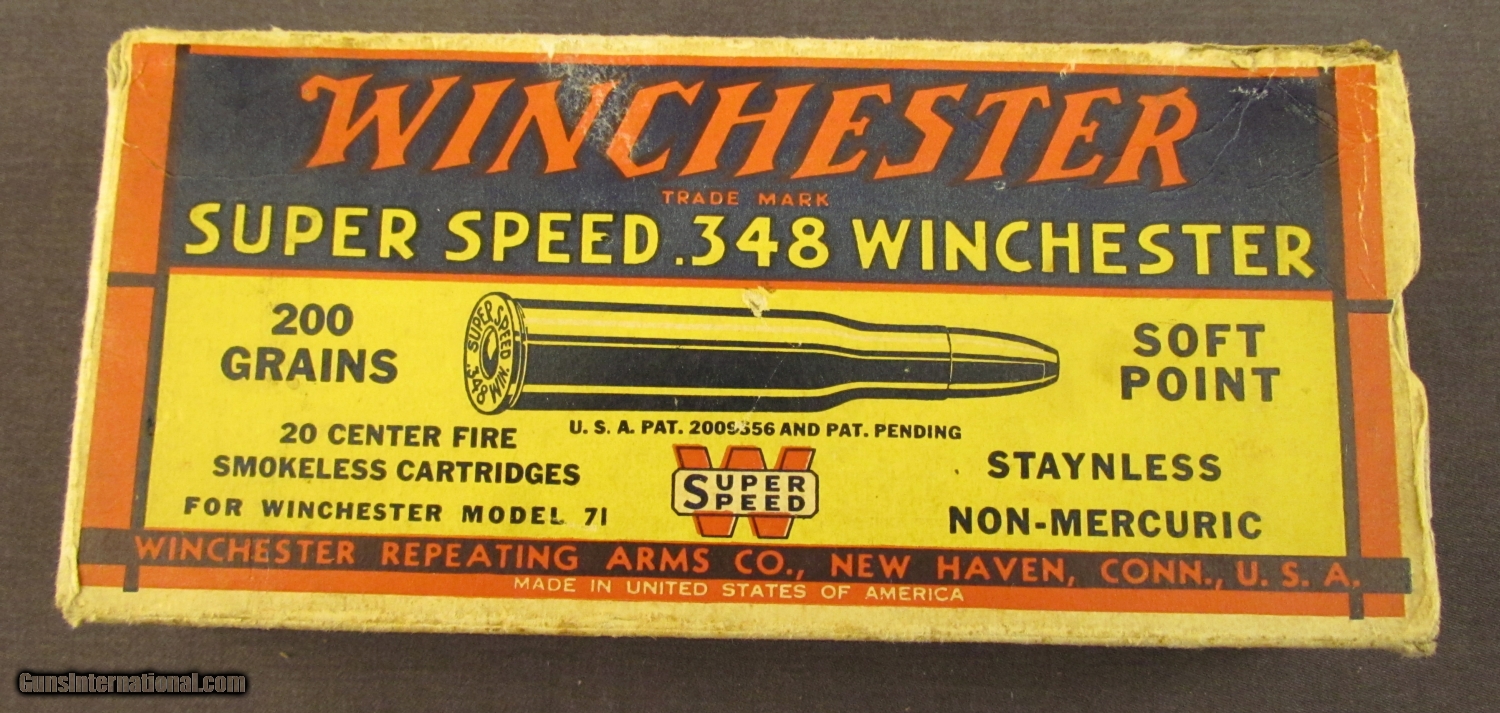 WINCHESTER
TRADE MARK
SUPER SPEED .348 WINCHESTER
200
GRAINS
SUPER SPEED
.348 WIN.
SOFT
POINT
U. S. A. PAT. 2009556 AND PAT. PENDING
20 CENTER FIRE
SMOKELESS CARTRIDGES
FOR WINCHESTER MODEL 71
W
SUPER
SPEED
STAYNLESS
NON-MERCURIC
WINCHESTER REPEATING ARMS CO., NEW HAVEN, CONN., U. S. A.
MADE IN UNITED STATES OF AMERICA
GunsInternational.com